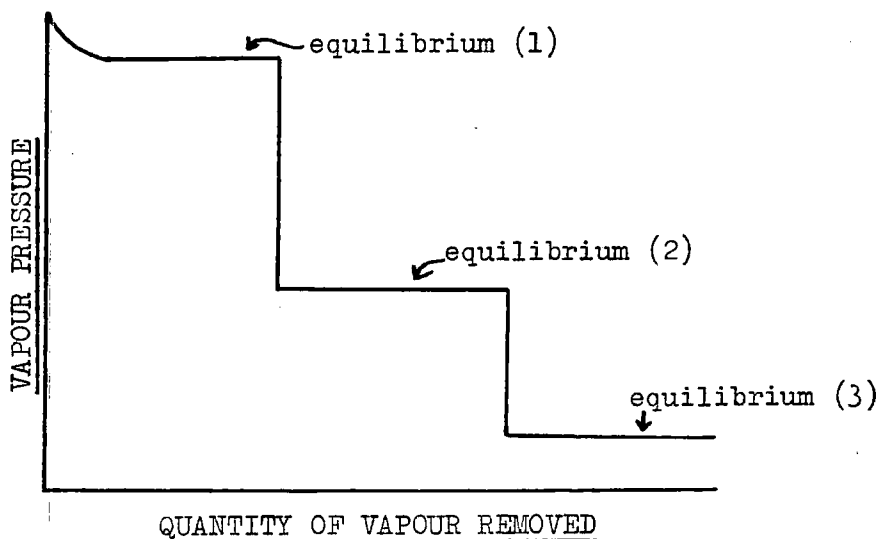 equilibrium (1)
VAPOUR PRESSURE
equilibrium (2)
equilibrium (3)
QUANTITY OF VAPOUR REMOVED